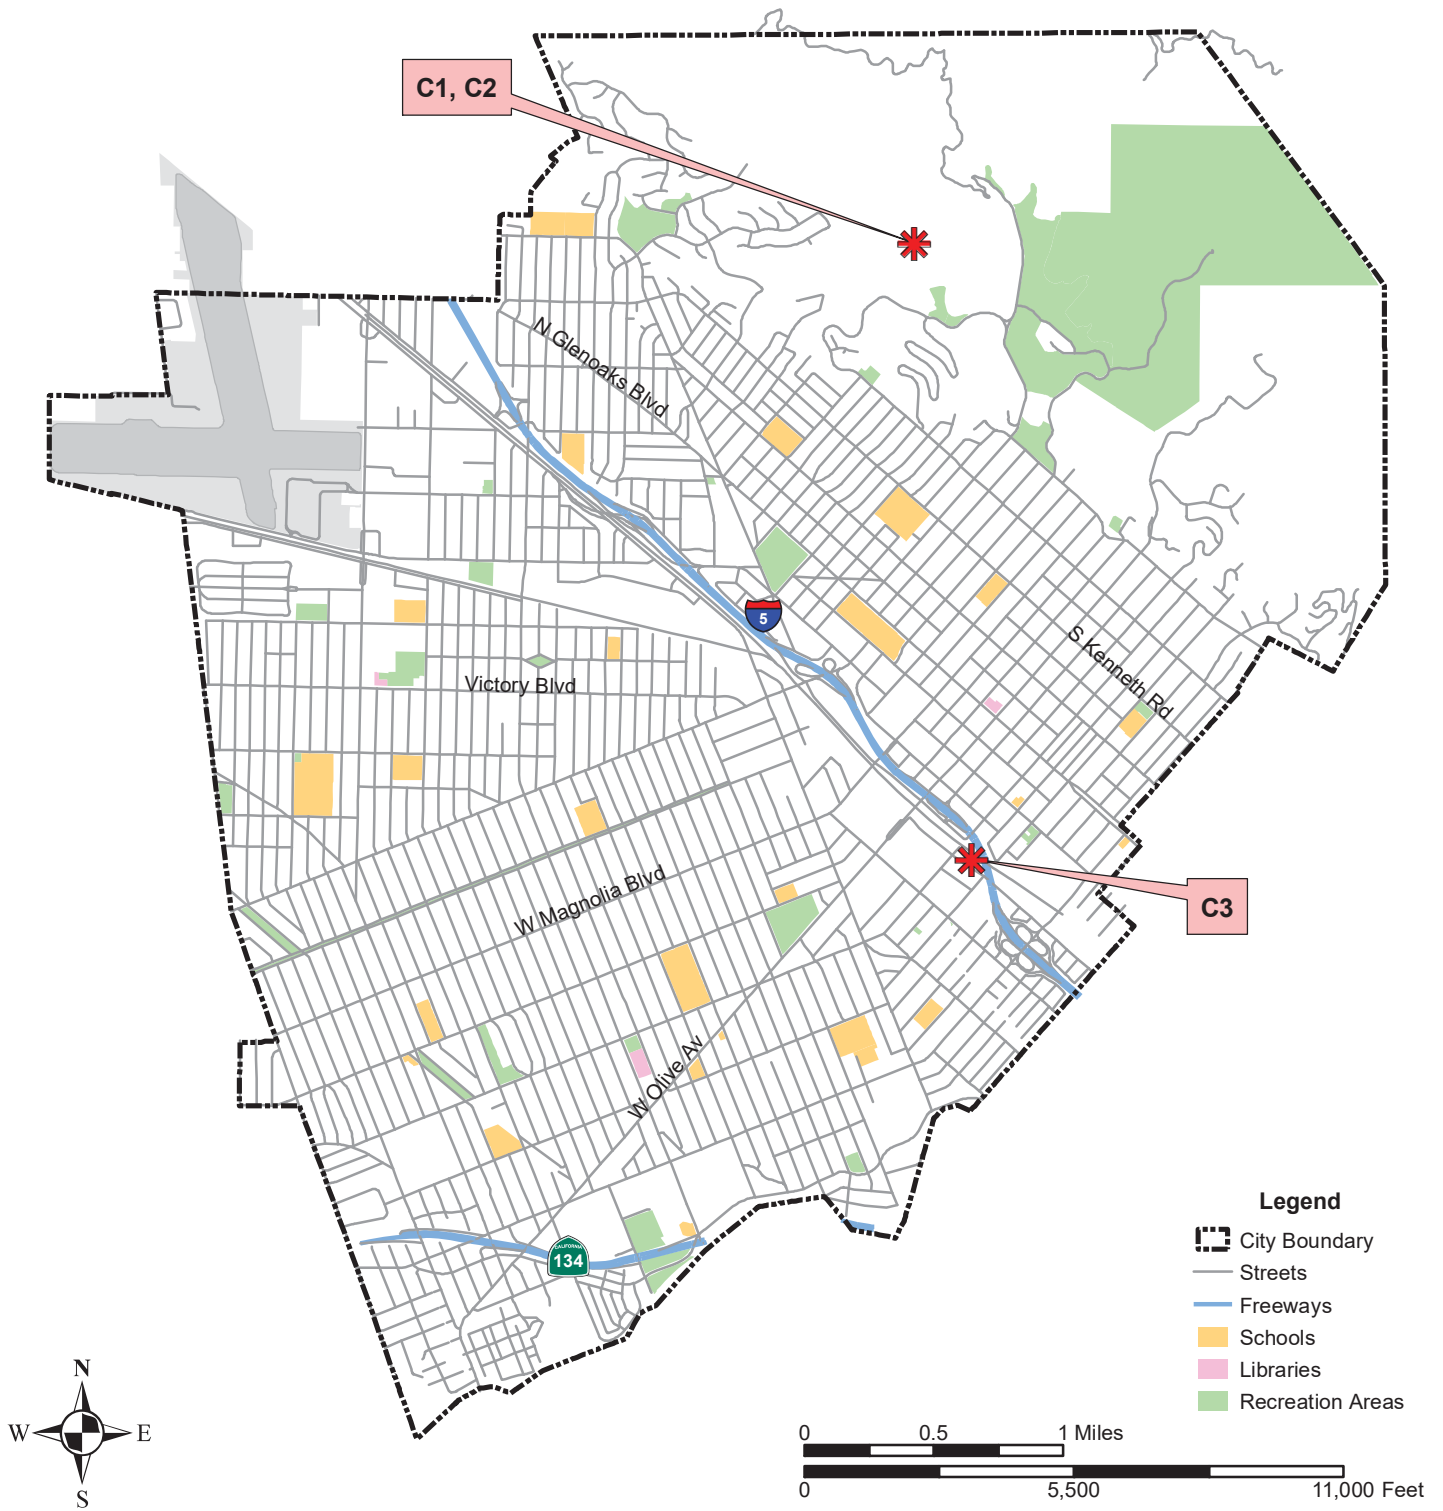 C1, C2
N Glenoaks Blvd
5
S Kenneth Rd
Victory Blvd
W Magnolia Blvd
C3
W Olive Av
CALIFORNIA
134
Legend
City Boundary
Streets
Freeways
Schools
Libraries
Recreation Areas
N
W E
S
0 0.5 1 Miles
0 5,500 11,000 Feet